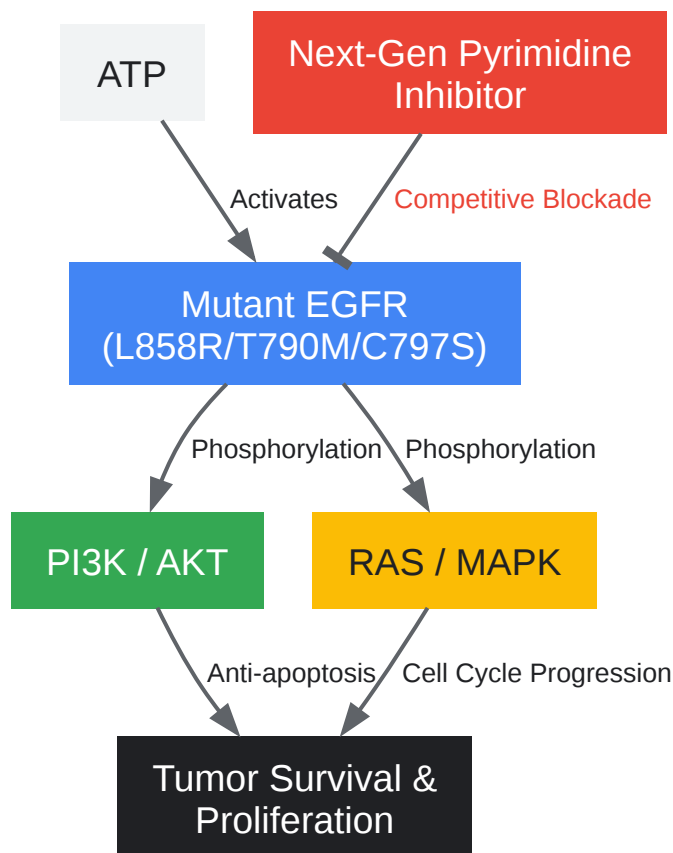 ATP
Next-Gen Pyrimidine
Inhibitor
Activates
Competitive Blockade
Mutant EGFR
(L858R/T790M/C797S)
Phosphorylation
Phosphorylation
PI3K / AKT
RAS / MAPK
Anti-apoptosis
Cell Cycle Progression
Tumor Survival &
Proliferation